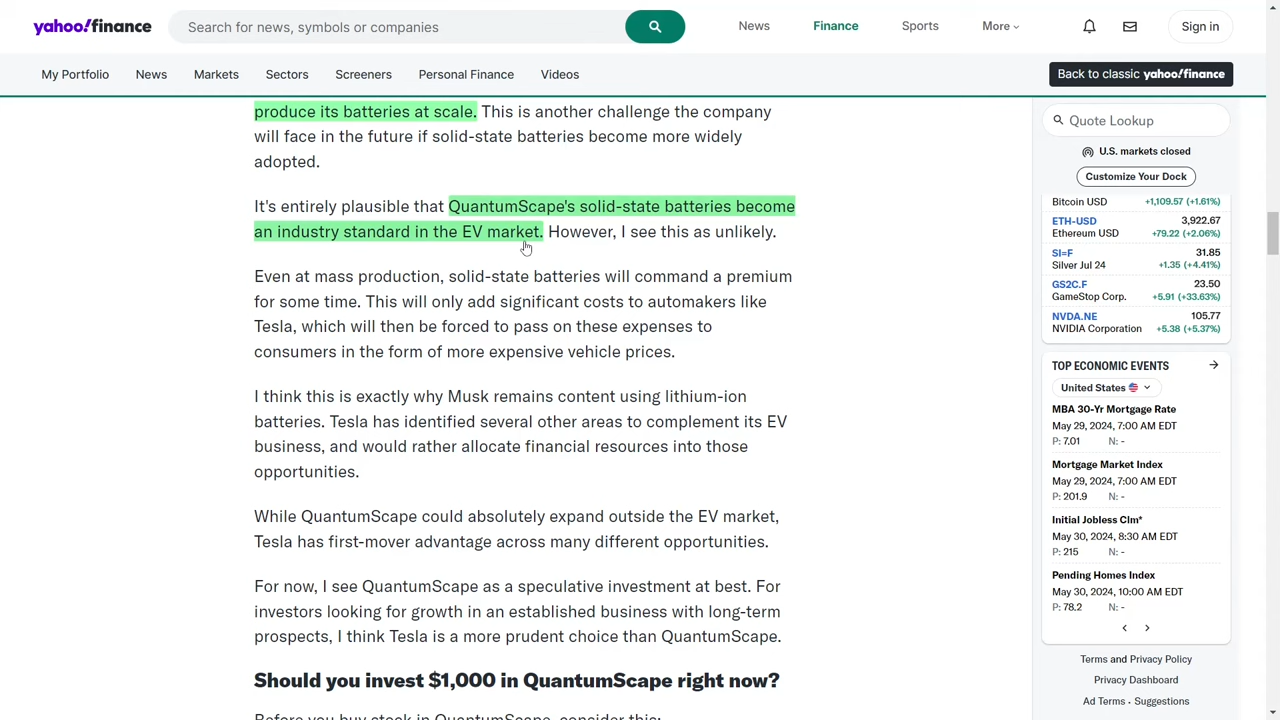 yahoo!finance
Search for news, symbols or companies
News
Finance
Sports
More
Sign in
My Portfolio
News
Markets
Sectors
Screeners
Personal Finance
Videos
Back to classic yahoo!finance
produce its batteries at scale. This is another challenge the company
will face in the future if solid-state batteries become more widely
adopted.
It's entirely plausible that QuantumScape's solid-state batteries become
an industry standard in the EV market. However, I see this as unlikely.
Even at mass production, solid-state batteries will command a premium
for some time. This will only add significant costs to automakers like
Tesla, which will then be forced to pass on these expenses to
consumers in the form of more expensive vehicle prices.
I think this is exactly why Musk remains content using lithium-ion
batteries. Tesla has identified several other areas to complement its EV
business, and would rather allocate financial resources into those
opportunities.
While QuantumScape could absolutely expand outside the EV market,
Tesla has first-mover advantage across many different opportunities.
For now, I see QuantumScape as a speculative investment at best. For
investors looking for growth in an established business with long-term
prospects, I think Tesla is a more prudent choice than QuantumScape.
Should you invest $1,000 in QuantumScape right now?
Before you buy stock in QuantumScape, consider this:
Quote Lookup
U.S. markets closed
Customize Your Dock
Bitcoin USD +1,109.57 (+1.61%)
ETH-USD 3,922.67
Ethereum USD +79.22 (+2.06%)
SI=F 31.85
Silver Jul 24 +1.35 (+4.41%)
GS2C.F 23.50
GameStop Corp. +5.91 (+33.63%)
NVDA.NE 105.77
NVIDIA Corporation +5.38 (+5.37%)
TOP ECONOMIC EVENTS
United States
MBA 30-Yr Mortgage Rate
May 29, 2024, 7:00 AM EDT
P: 7.01 N: -
Mortgage Market Index
May 29, 2024, 7:00 AM EDT
P: 201.9 N: -
Initial Jobless Clm*
May 30, 2024, 8:30 AM EDT
P: 215 N: -
Pending Homes Index
May 30, 2024, 10:00 AM EDT
P: 78.2 N: -
Terms and Privacy Policy
Privacy Dashboard
Ad Terms • Suggestions